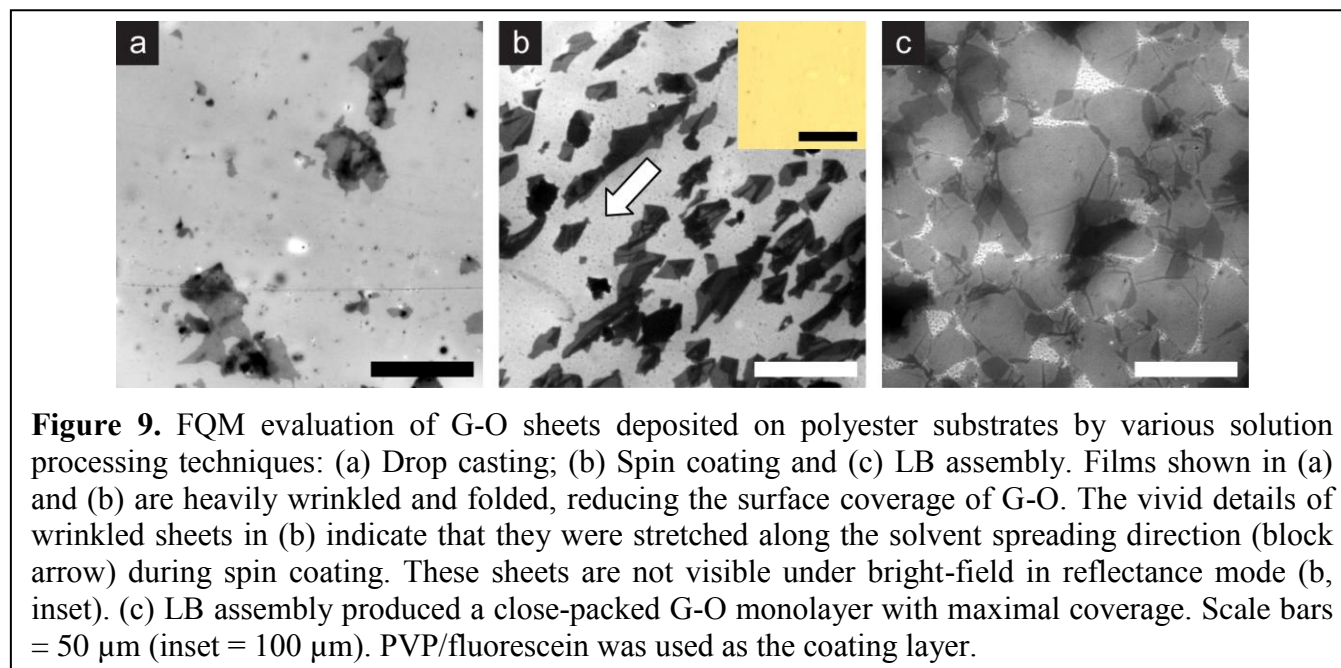 a
b
c
Figure 9. FQM evaluation of G-O sheets deposited on polyester substrates by various solution
processing techniques: (a) Drop casting; (b) Spin coating and (c) LB assembly. Films shown in (a)
and (b) are heavily wrinkled and folded, reducing the surface coverage of G-O. The vivid details of
wrinkled sheets in (b) indicate that they were stretched along the solvent spreading direction (block
arrow) during spin coating. These sheets are not visible under bright-field in reflectance mode (b,
inset). (c) LB assembly produced a close-packed G-O monolayer with maximal coverage. Scale bars
= 50 µm (inset = 100 µm). PVP/fluorescein was used as the coating layer.